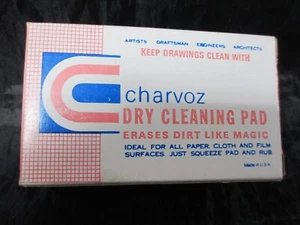 ARTISTS DRAFTSMAN ENGINEERS ARCHITECTS
KEEP DRAWINGS CLEAN WITH
charvoz
DRY CLEANING PAD
ERASES DIRT LIKE MAGIC
IDEAL FOR ALL PAPER, CLOTH AND FILM
SURFACES. JUST SQUEEZE PAD AND RUB
Made in U.S.A.